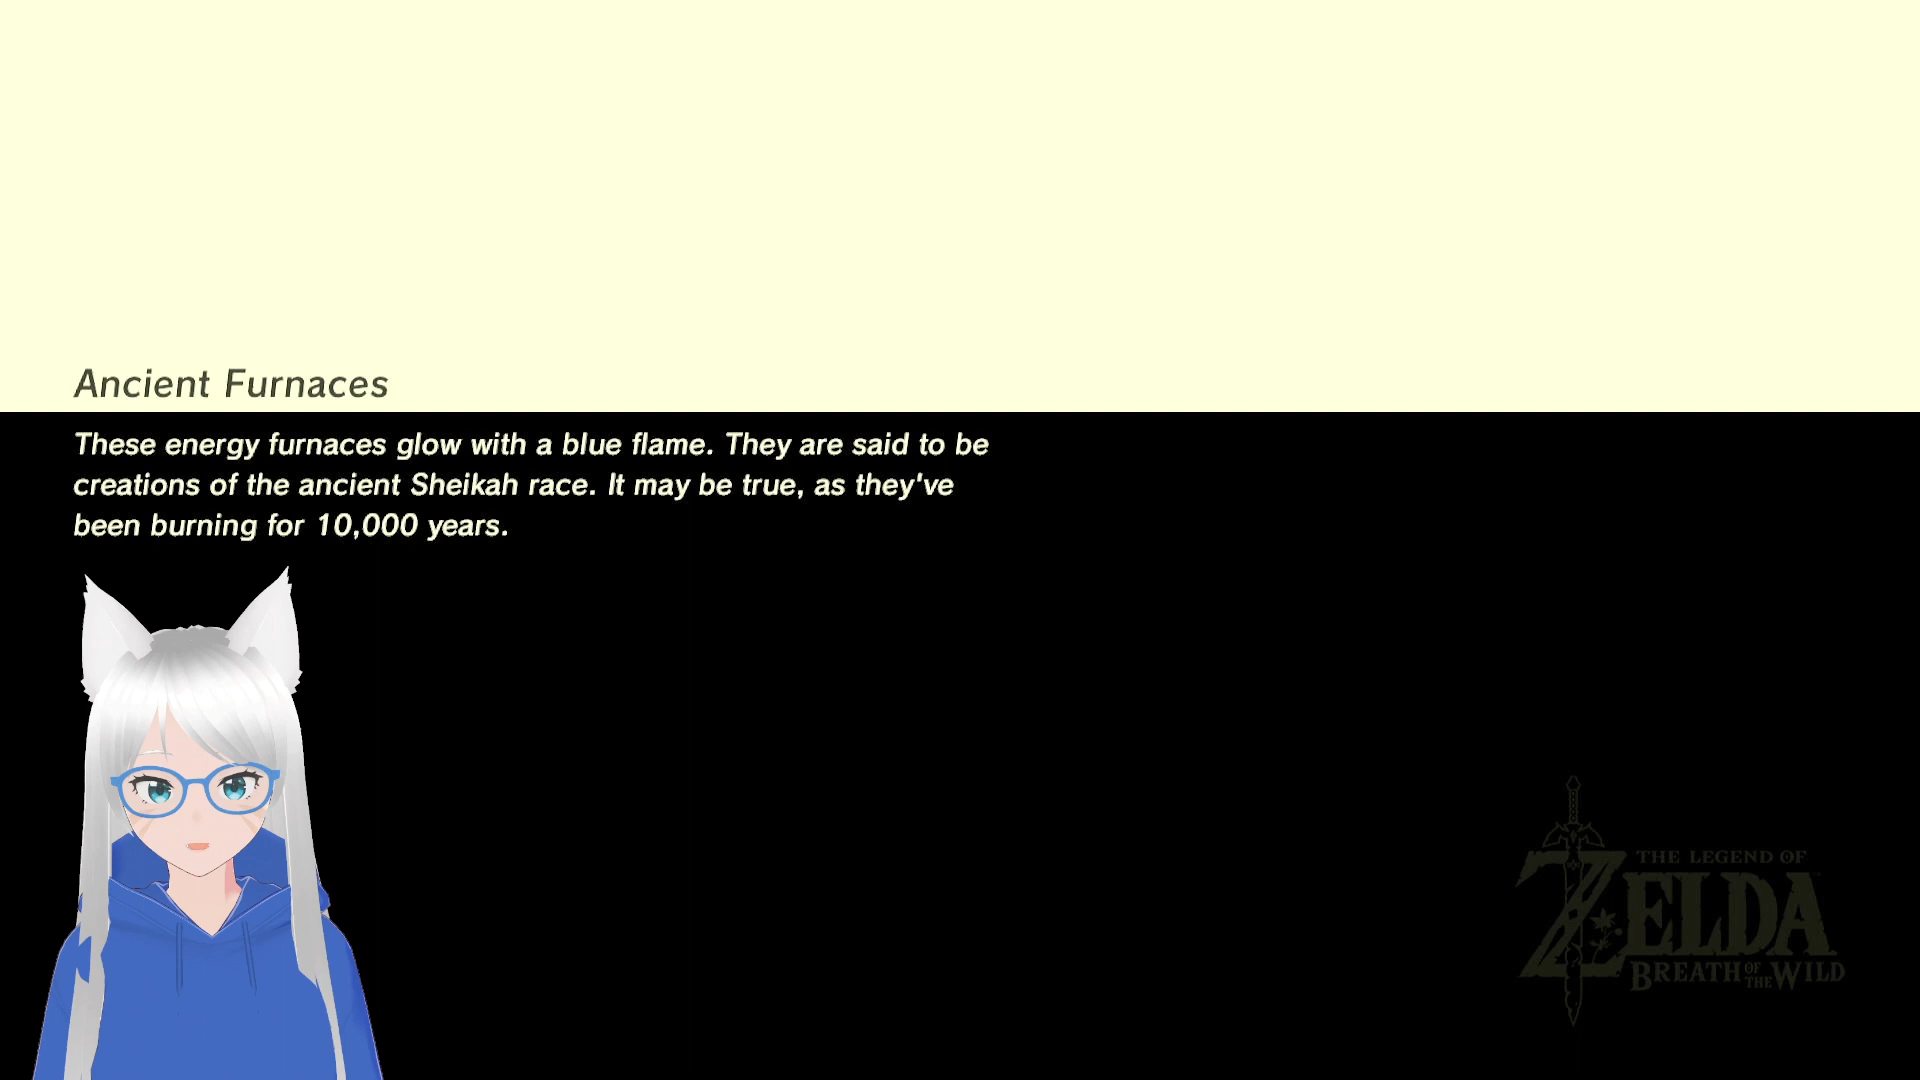 Ancient Furnaces
These energy furnaces glow with a blue flame. They are said to be
creations of the ancient Sheikah race. It may be true, as they've
been burning for 10,000 years.
THE LEGEND OF
ZELDA
BREATH OF THE WILD